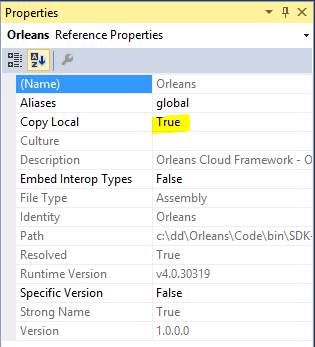 Properties
Orleans Reference Properties
(Name) Orleans
Aliases global
Copy Local True
Culture
Description Orleans Cloud Framework - O
Embed Interop Types False
File Type Assembly
Identity Orleans
Path c:\dd\Orleans\Code\bin\SDK-
Resolved True
Runtime Version v4.0.30319
Specific Version False
Strong Name True
Version 1.0.0.0